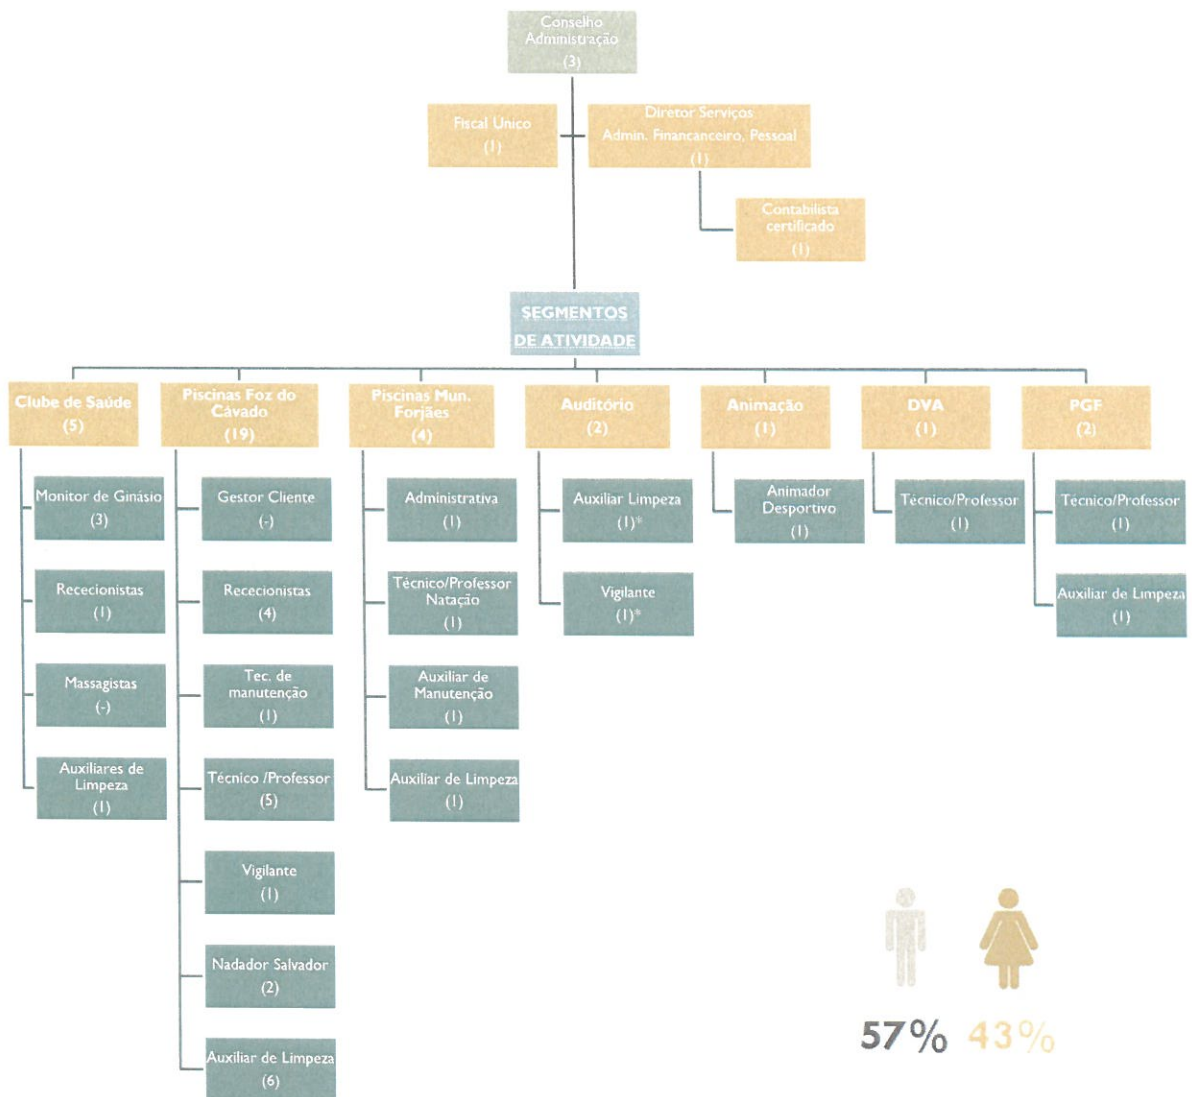 Conselho
Administração
(3)
Fiscal Unico
(1)
Diretor Serviços
Admin. Financanceiro, Pessoal
(1)
Contabilista
certificado
(1)
SEGMENTOS
DE ATIVIDADE
Clube de Saúde
(5)
Monitor de Ginásio
(3)
Rececionistas
(1)
Massagistas
(-)
Auxiliares de
Limpeza
(1)
Piscinas Foz do
Cávado
(19)
Gestor Cliente
(-)
Rececionistas
(4)
Tec. de
manutenção
(1)
Técnico /Professor
(5)
Vigilante
(1)
Nadador Salvador
(2)
Auxiliar de Limpeza
(6)
Piscinas Mun.
Forjães
(4)
Administrativa
(1)
Técnico/Professor
Natação
(1)
Auxiliar de
Manutenção
(1)
Auxiliar de Limpeza
(1)
Auditório
(2)
Auxiliar Limpeza
(1)*
Vigilante
(1)*
Animação
(1)
Animador
Desportivo
(1)
DVA
(1)
Técnico/Professor
(1)
PGF
(2)
Técnico/Professor
(1)
Auxiliar de Limpeza
(1)
57% 43%